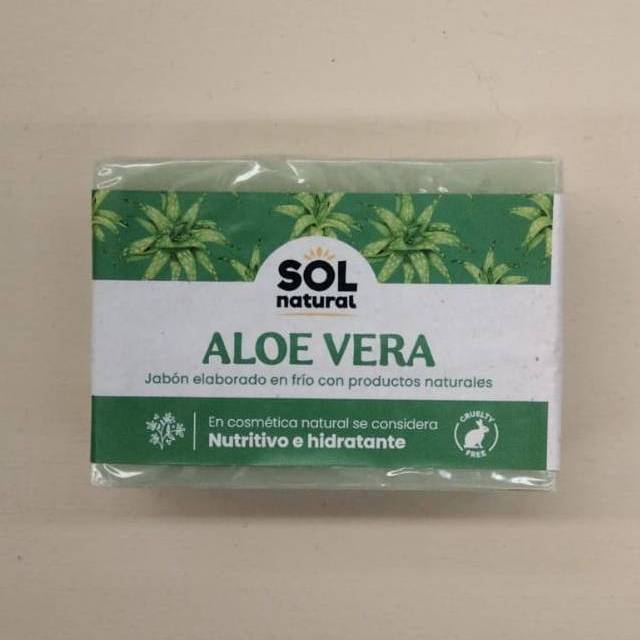 SOL
natural
ALOE VERA
Jabón elaborado en frío con productos naturales
En cosmética natural se considera
Nutritivo e hidratante
CRUELTY
FREE